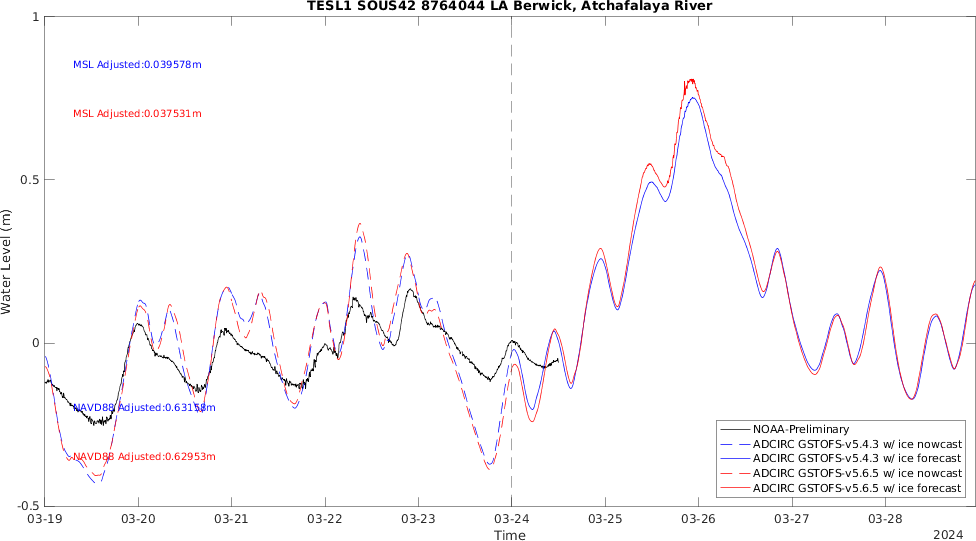 TESL1 SOUS42 8764044 LA Berwick, Atchafalaya River
1
MSL Adjusted:0.039578m
MSL Adjusted:0.037531m
0.5
Water Level (m)
0
NAVD88 Adjusted:0.63158m
NAVD88 Adjusted:0.62953m
NOAA-Preliminary
ADCIRC GSTOFS-v5.4.3 w/ ice nowcast
ADCIRC GSTOFS-v5.4.3 w/ ice forecast
ADCIRC GSTOFS-v5.6.5 w/ ice nowcast
ADCIRC GSTOFS-v5.6.5 w/ ice forecast
-0.5
03-19 03-20 03-21 03-22 03-23 03-24 03-25 03-26 03-27 03-28
Time
2024